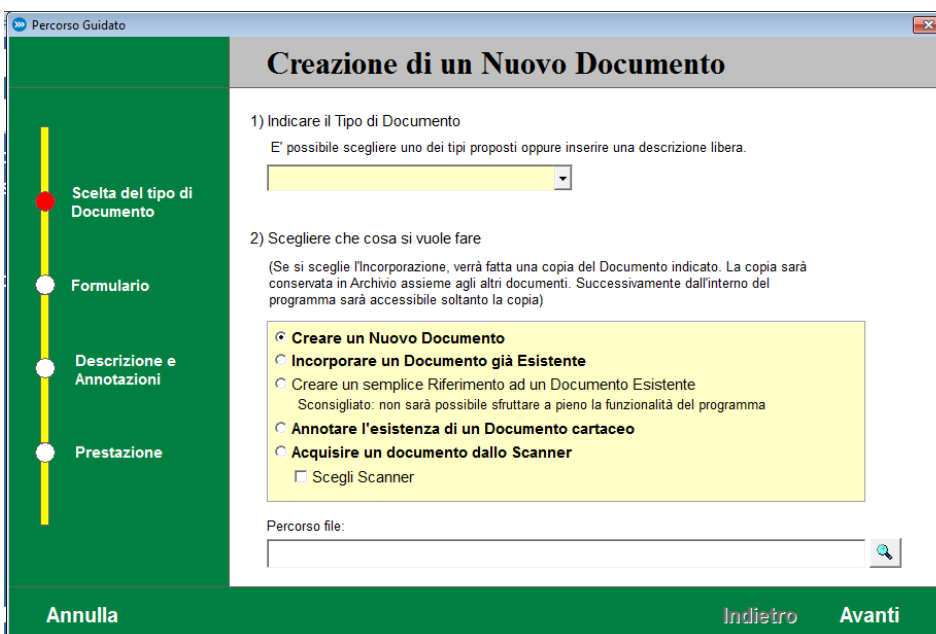 Percorso Guidato
Creazione di un Nuovo Documento
1) Indicare il Tipo di Documento
E' possibile scegliere uno dei tipi proposti oppure inserire una descrizione libera.
Scelta del tipo di
Documento
2) Scegliere che cosa si vuole fare
(Se si sceglie l'Incorporazione, verrà fatta una copia del Documento indicato. La copia sarà
conservata in Archivio assieme agli altri documenti. Successivamente dall'interno del
programma sarà accessibile soltanto la copia)
Formulario
Creare un Nuovo Documento
Incorporare un Documento già Esistente
Creare un semplice Riferimento ad un Documento Esistente
Sconsigliato: non sarà possibile sfruttare a pieno la funzionalità del programma
Descrizione e
Annotazioni
Annotare l'esistenza di un Documento cartaceo
Acquisire un documento dallo Scanner
Scegli Scanner
Prestazione
Percorso file:
Annulla
Indietro
Avanti